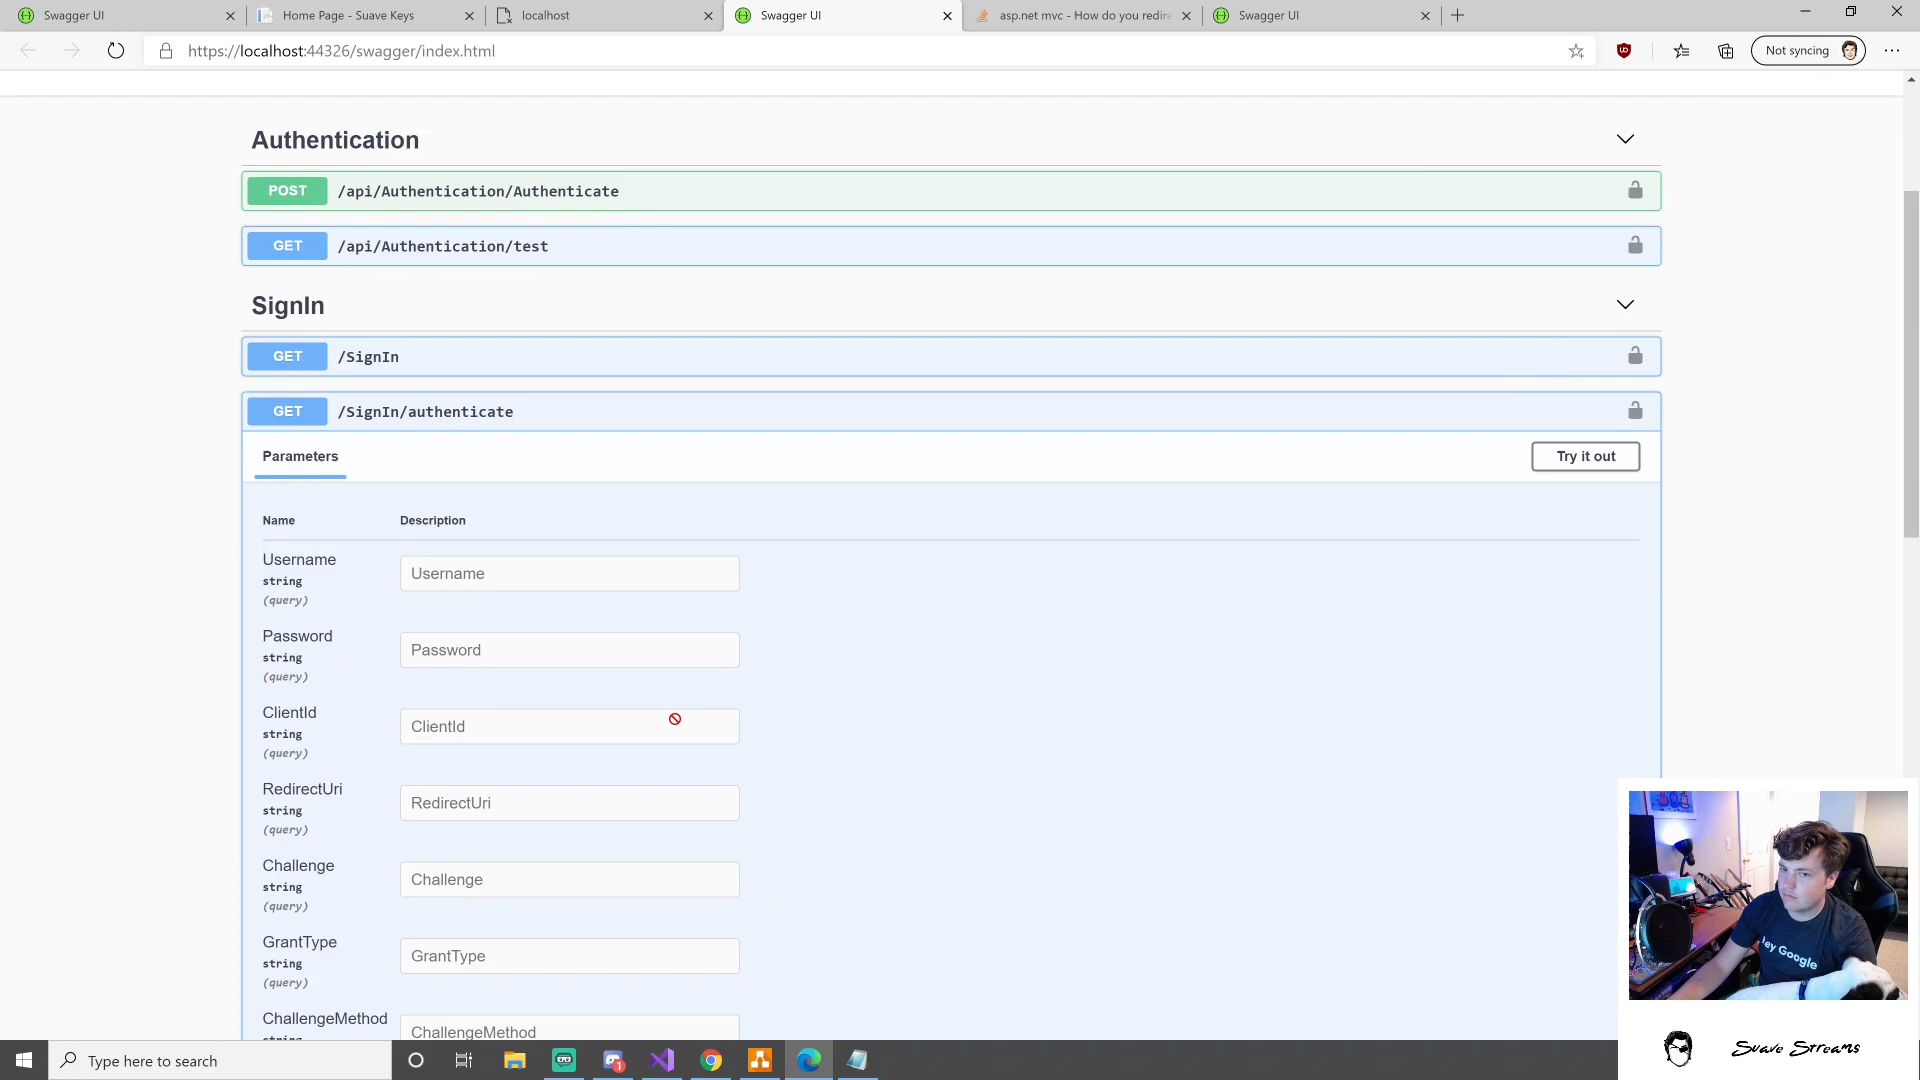 Swagger UI
Home Page - Suave Keys
localhost
Swagger UI
asp.net mvc - How do you redire
Swagger UI
https://localhost:44326/swagger/index.html
Not syncing
Authentication
POST /api/Authentication/Authenticate
GET /api/Authentication/test
SignIn
GET /SignIn
GET /SignIn/authenticate
Parameters
Try it out
Name Description
Username
string
(query)
Username
Password
string
(query)
Password
ClientId
string
(query)
ClientId
RedirectUri
string
(query)
RedirectUri
Challenge
string
(query)
Challenge
GrantType
string
(query)
GrantType
ChallengeMethod
string
ChallengeMethod
Hey Google
Suave Streams
Type here to search
1